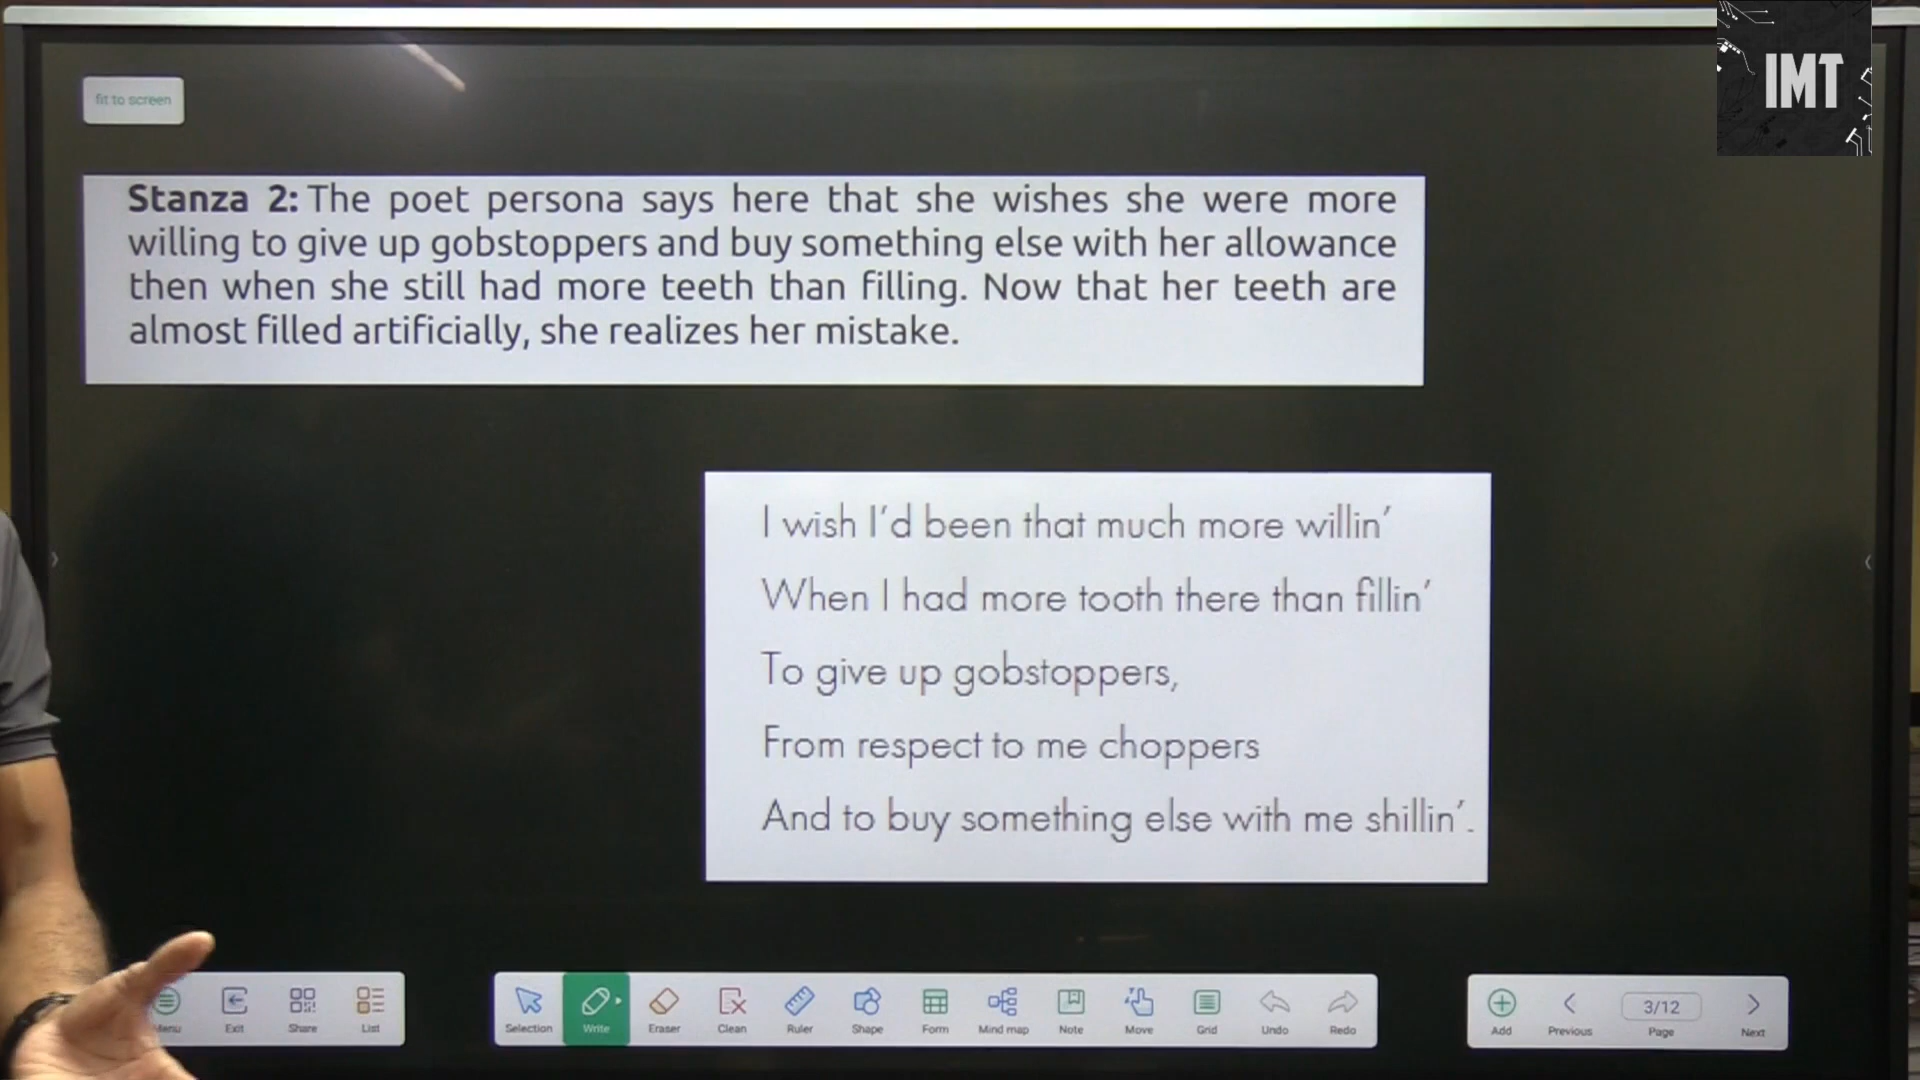 IMT
fit to screen
Stanza 2: The poet persona says here that she wishes she were more
willing to give up gobstoppers and buy something else with her allowance
then when she still had more teeth than filling. Now that her teeth are
almost filled artificially, she realizes her mistake.
I wish I'd been that much more willin'
When I had more tooth there than fillin'
To give up gobstoppers,
From respect to me choppers
And to buy something else with me shillin'.
Menu Exit Share List
Selection Write Eraser Clean Ruler Shape Form Mind map Note Move Grid Undo Redo
Add Previous 3/12 Page Next